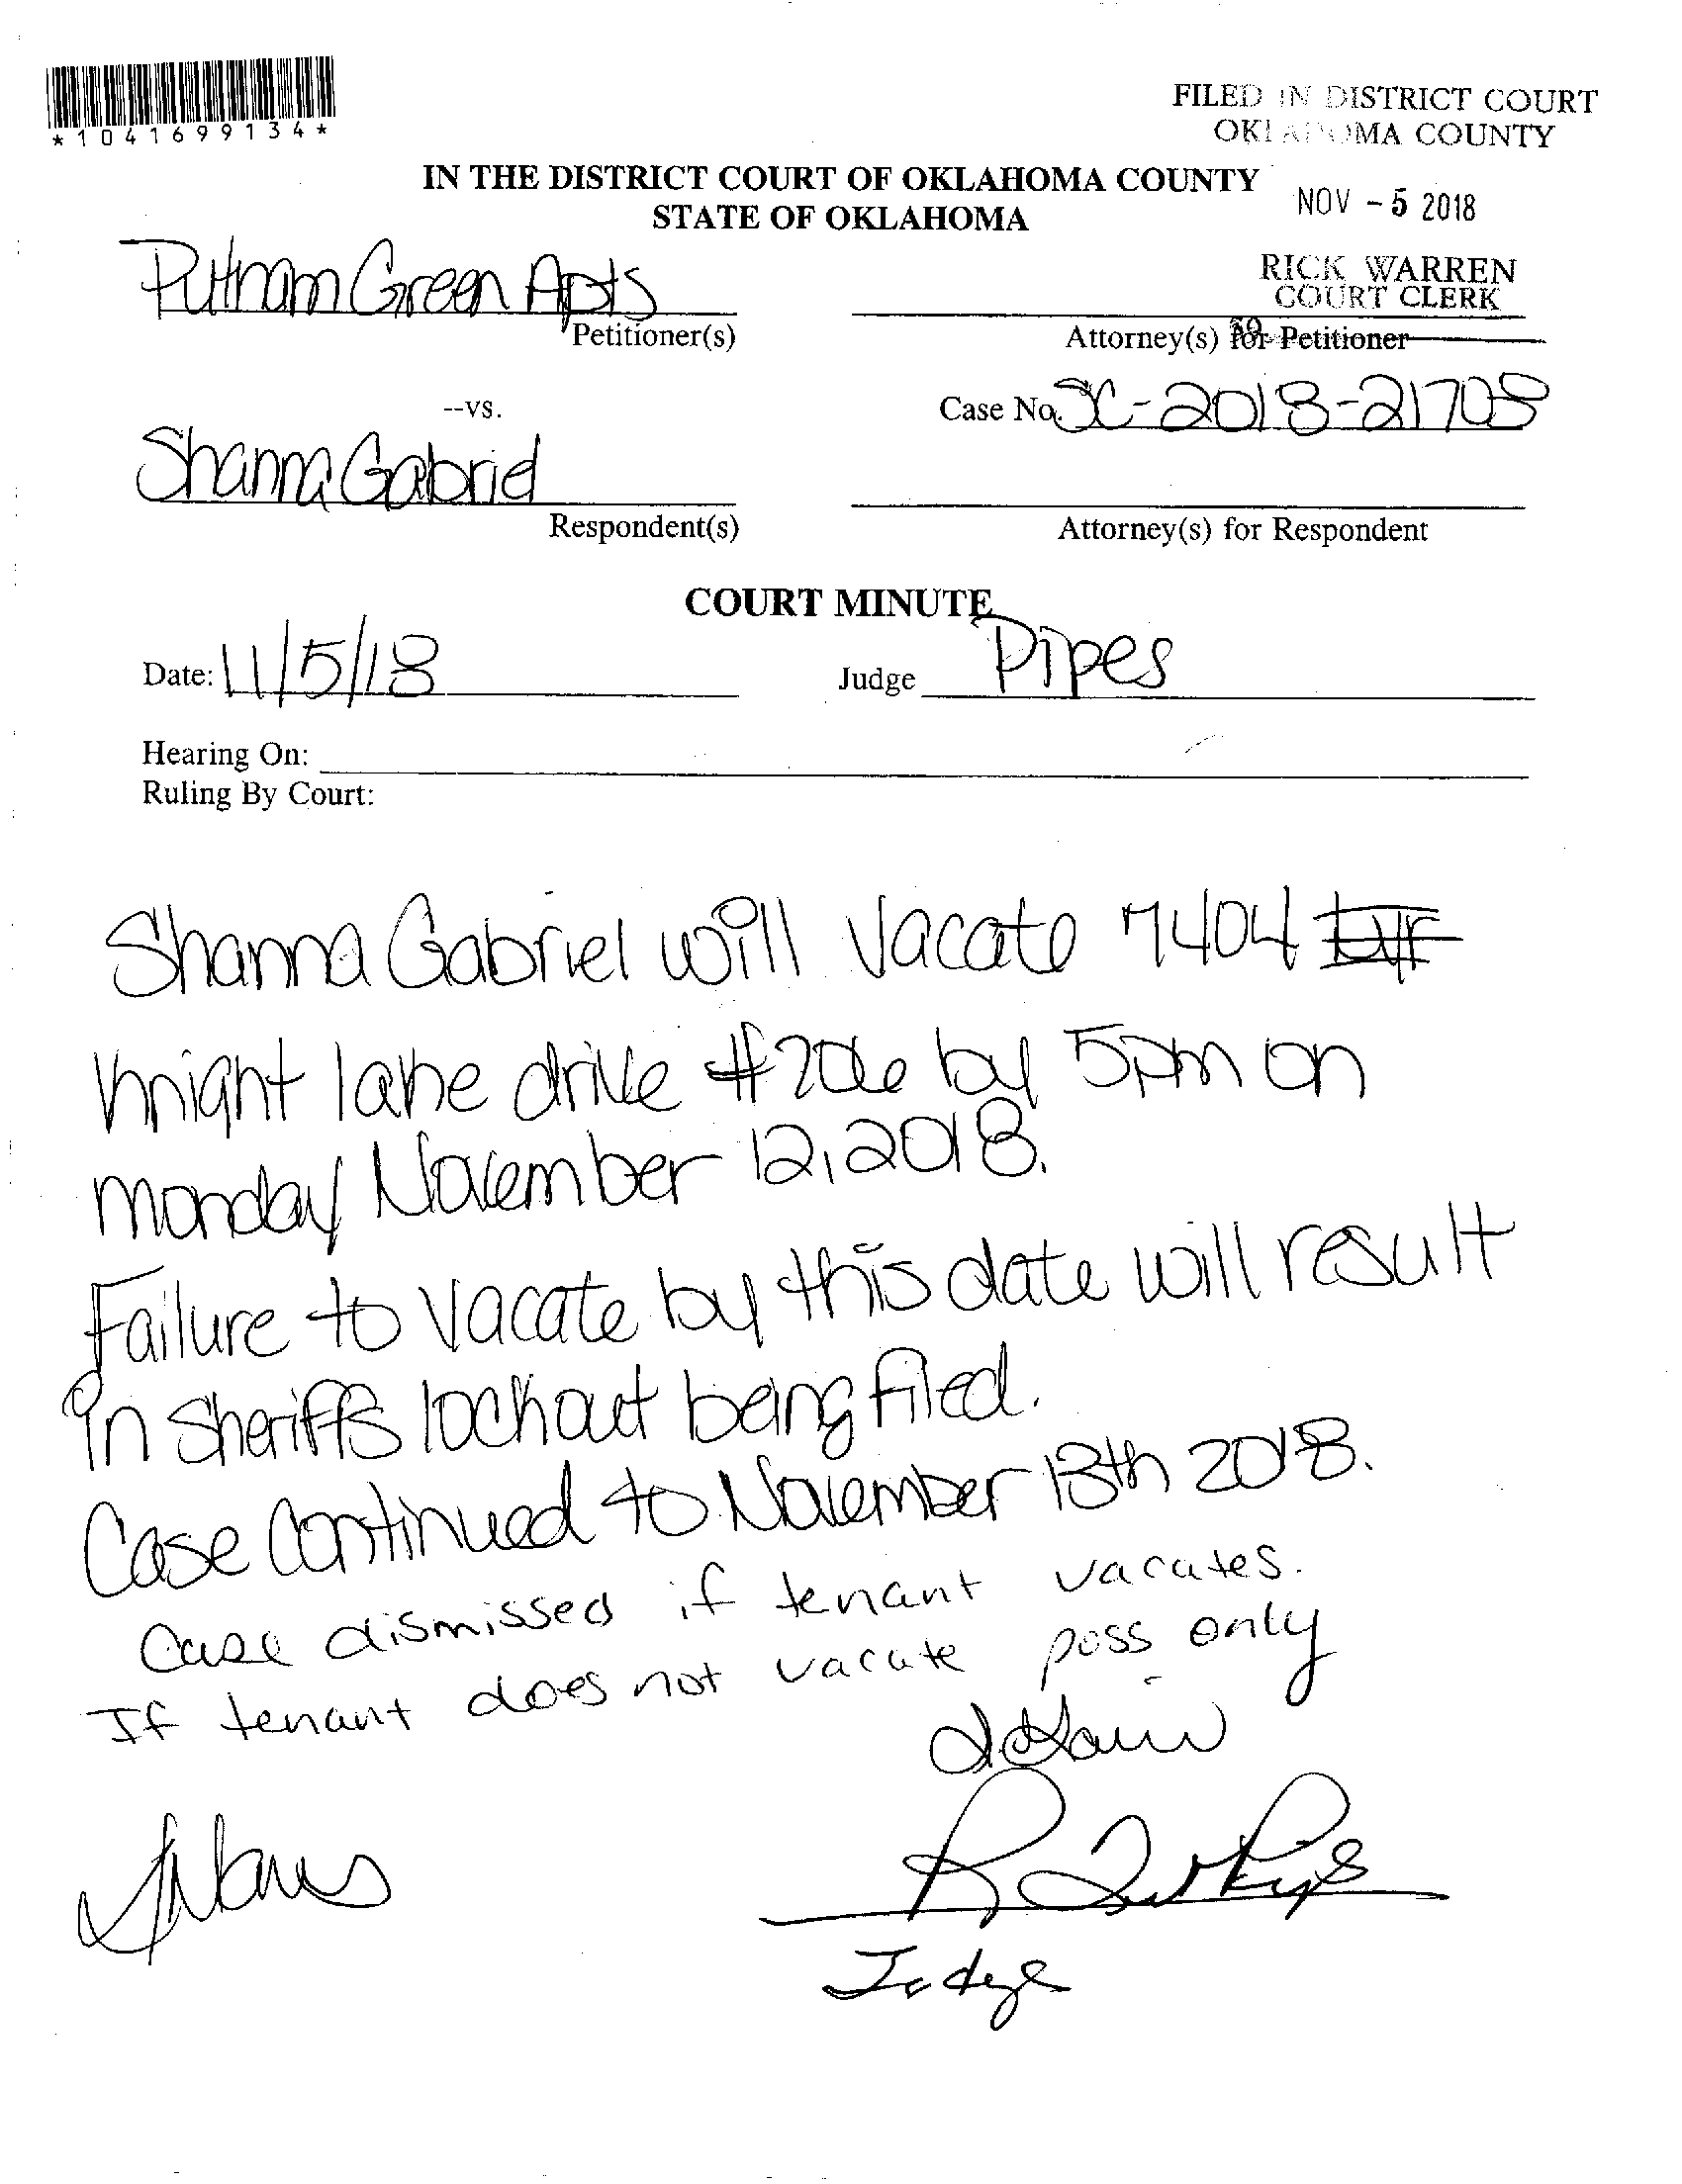 *1041699134*
FILED IN DISTRICT COURT
OKLAHOMA COUNTY
IN THE DISTRICT COURT OF OKLAHOMA COUNTY
STATE OF OKLAHOMA
NOV - 5 2018
RICK WARREN
COURT CLERK
Putnam Green Apts
Petitioner(s)
Attorney(s) for Petitioner
--vs.
Case No. SC-2018-21708
Shanna Gabriel
Respondent(s)
Attorney(s) for Respondent
COURT MINUTE
Date: 11/5/18
Judge Pipes
Hearing On:
Ruling By Court:
Shanna Gabriel will vacate 7404
Knight lake drive #206 by 5pm on
monday November 12, 2018.
Failure to vacate by this date will result
in Sheriffs lockout being filed.
Case Continued to November 13th 2018.
Case dismissed if tenant vacates.
If tenant does not vacate poss only
Judge